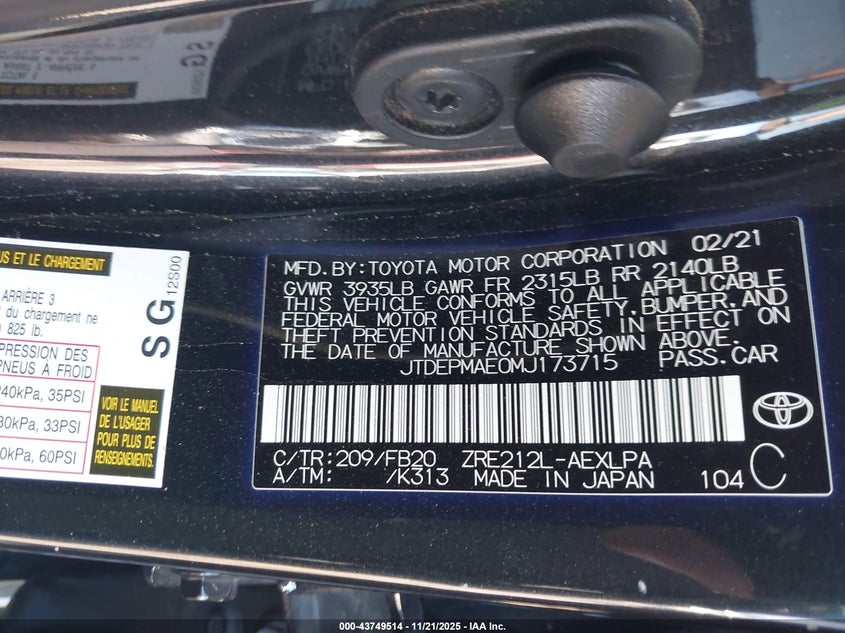 MFD.BY:TOYOTA MOTOR CORPORATION 02/21
GVWR 3935LB GAWR FR 2315LB RR 2140LB
THIS VEHICLE CONFORMS TO ALL APPLICABLE
FEDERAL MOTOR VEHICLE SAFETY,BUMPER,AND
THEFT PREVENTION STANDARDS IN EFFECT ON
THE DATE OF MANUFACTURE SHOWN ABOVE.
JTDEPMAE0MJ173715 PASS.CAR
C/TR:209/FB20 ZRE212L-AEXLPA
A/TM: /K313 MADE IN JAPAN 104 C
US ET LE CHARGEMENT
ARRIÈRE 3
du chargement ne
825 lb.
PRESSION DES
PNEUS À FROID
240kPa, 35PSI
30kPa, 33PSI
0kPa, 60PSI
VOIR LE MANUEL
DE L'USAGER
POUR PLUS DE
RENSEIGNEMENTS.
SG
12S00
000-43749514 - 11/21/2025 - IAA Inc.